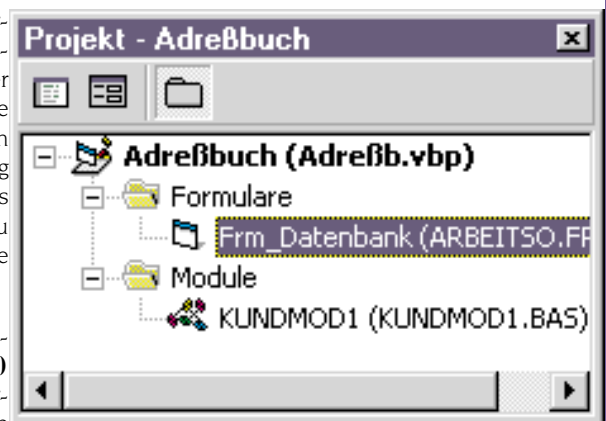 Projekt - Adreßbuch
Adreßbuch (Adreßb.vbp)
Formulare
Frm_Datenbank (ARBEITSO.FR
Module
KUNDMOD1 (KUNDMOD1.BAS)